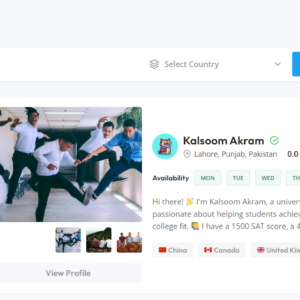 Select Country
Kalsoom Akram
Lahore, Punjab, Pakistan 0.0
Availability MON TUE WED TH
Hi there! 👋 I'm Kalsoom Akram, a univers
passionate about helping students achiev
college fit. 📚 I have a 1500 SAT score, a 4
China Canada United Kin
View Profile